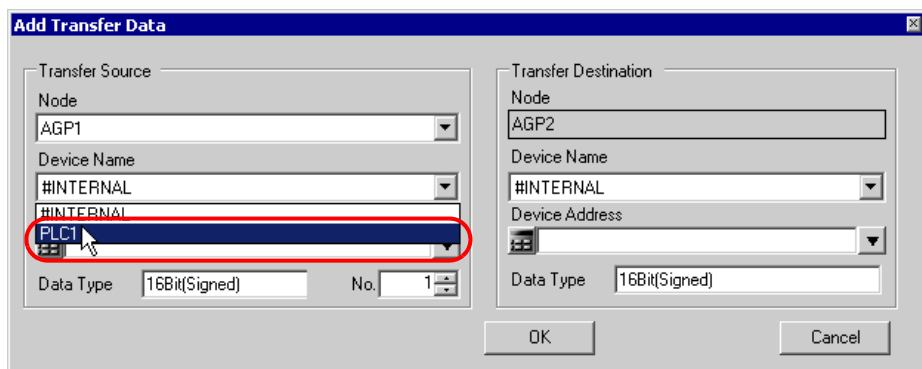 Add Transfer Data
Transfer Source
Node
AGP1
Device Name
#INTERNAL
#INTERNAL
PLC1
Data Type 16Bit(Signed) No. 1
Transfer Destination
Node
AGP2
Device Name
#INTERNAL
Device Address
Data Type 16Bit(Signed)
OK Cancel